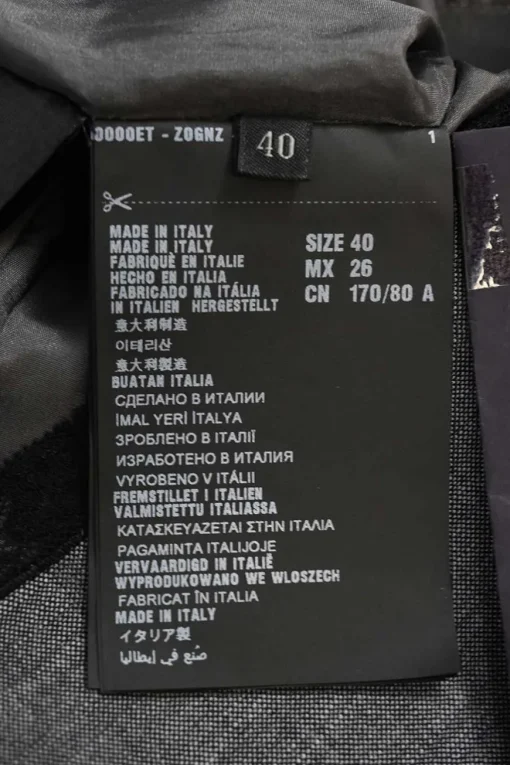 0000ET - Z0GNZ
40
1
MADE IN ITALY
MADE IN ITALY
FABRIQUÈ EN ITALIE
HECHO EN ITALIA
FABRICADO NA ITÁLIA
IN ITALIEN HERGESTELLT
意大利制造
이테리산
意大利製造
BUATAN ITALIA
СДЕЛАНО В ИТАЛИИ
İMAL YERİ İTALYA
ЗРОБЛЕНО В ІТАЛІЇ
ИЗРАБОТЕНО В ИТАЛИЯ
VYROBENO V ITÁLII
FREMSTILLET I ITALIEN
VALMISTETTU ITALIASSA
ΚΑΤΑΣΚΕΥΑΖΕΤΑΙ ΣΤΗΝ ΙΤΑΛΙΑ
PAGAMINTA ITALIJOJE
VERVAARDIGD IN ITALIË
WYPRODUKOWANO WE WLOSZECH
FABRICAT ÎN ITALIA
MADE IN ITALY
イタリア製
صنع في إيطاليا
SIZE 40
MX 26
CN 170/80 A